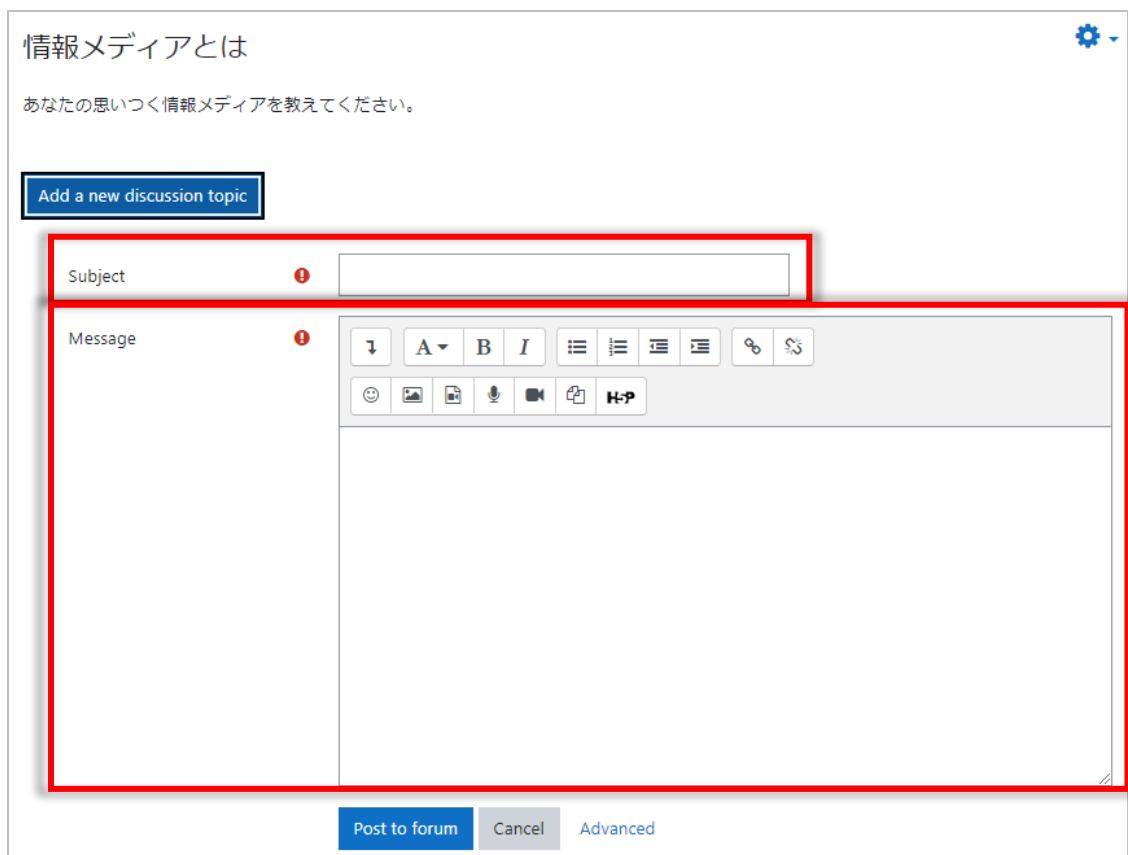 情報メディアとは
あなたの思いつく情報メディアを教えてください。
Add a new discussion topic
Subject
Message
A B I
H-P
Post to forum Cancel Advanced